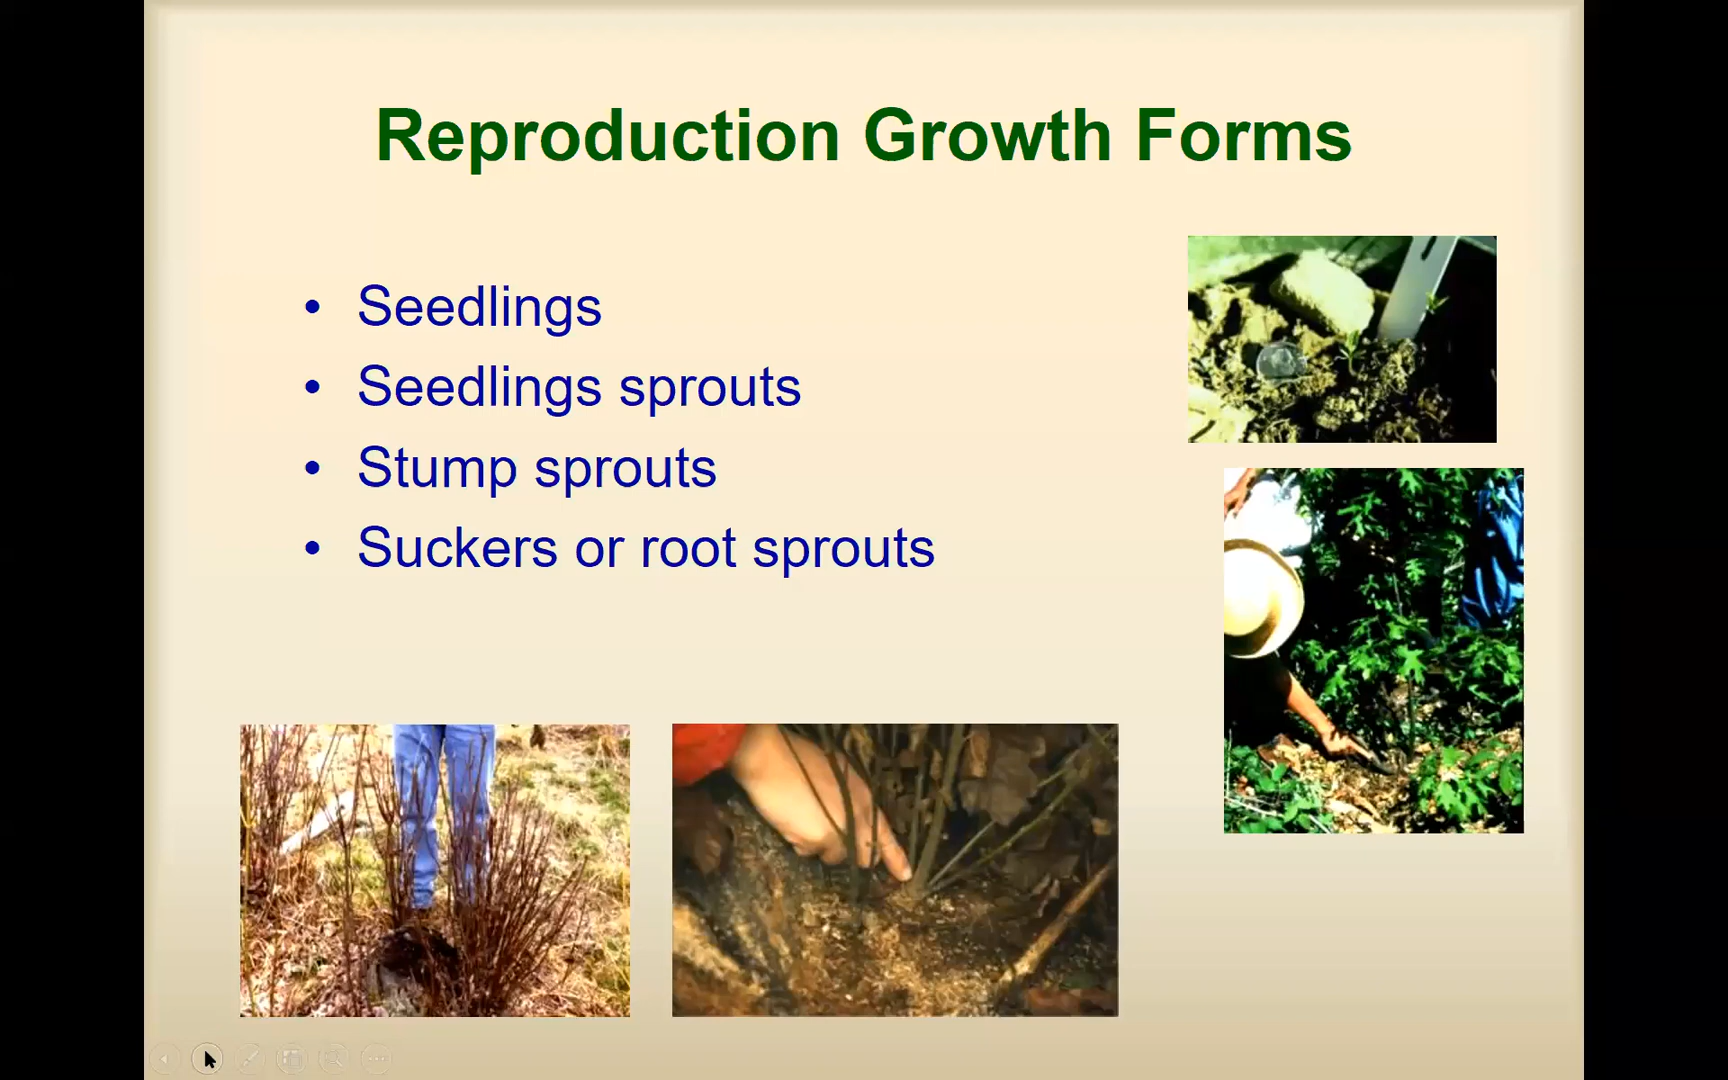 Reproduction Growth Forms
• Seedlings
• Seedlings sprouts
• Stump sprouts
• Suckers or root sprouts